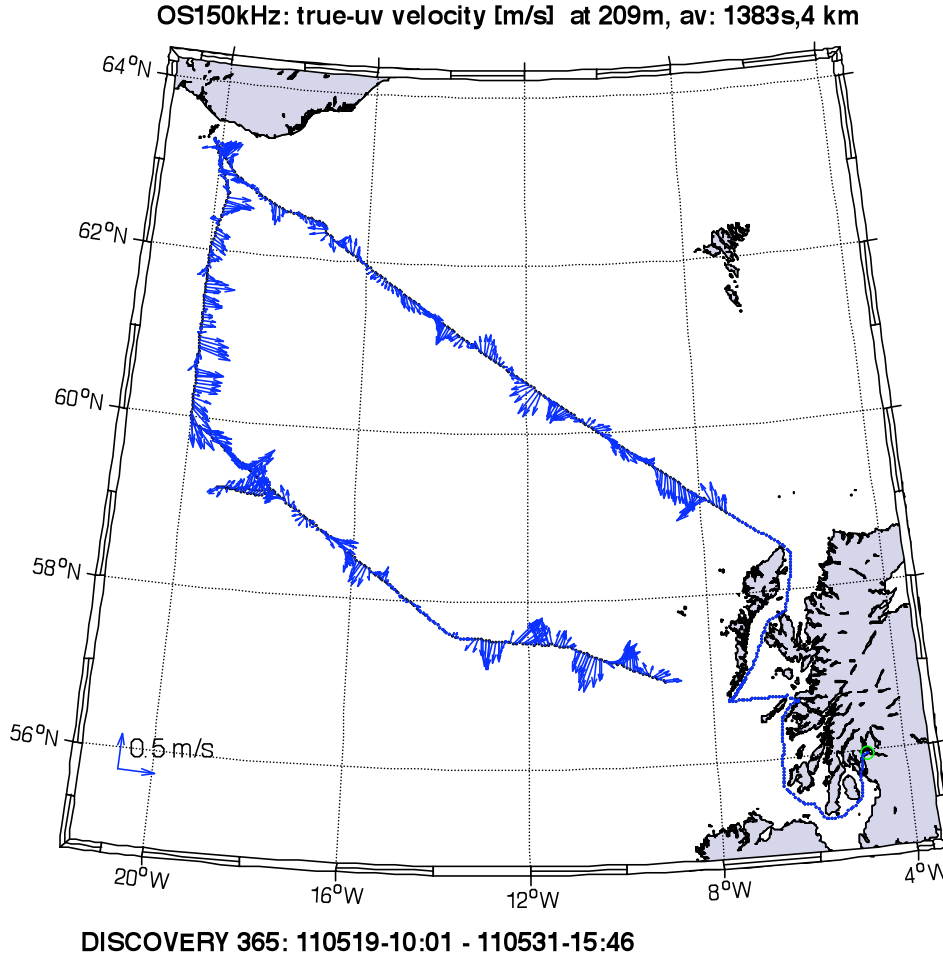 OS150kHz: true-uv velocity [m/s] at 209m, av: 1383s,4 km
64°N
62°N
60°N
58°N
56°N
0.5 m/s
20°W
16°W
12°W
8°W
4°W
DISCOVERY 365: 110519-10:01 - 110531-15:46